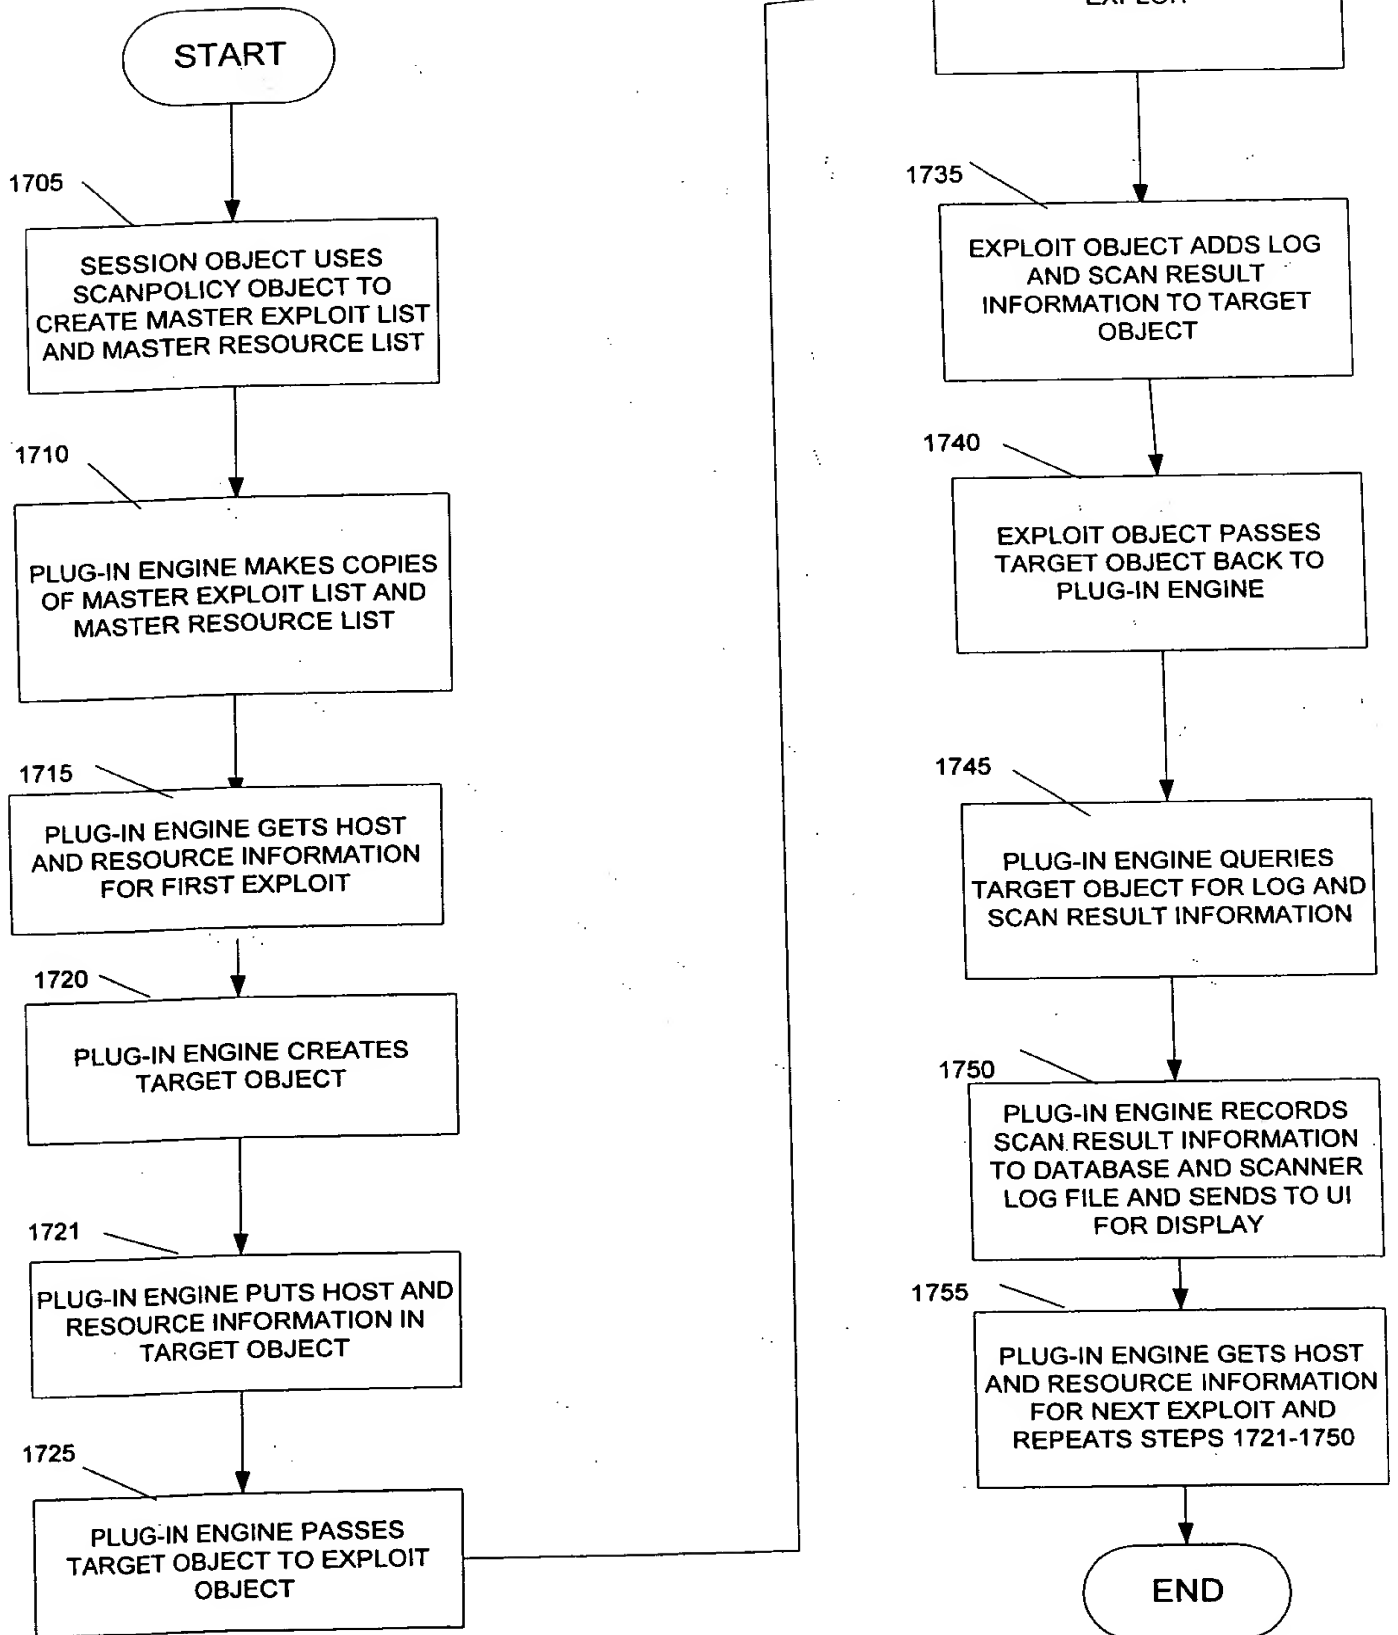 START
1705
SESSION OBJECT USES
SCANPOLICY OBJECT TO
CREATE MASTER EXPLOIT LIST
AND MASTER RESOURCE LIST
1710
PLUG-IN ENGINE MAKES COPIES
OF MASTER EXPLOIT LIST AND
MASTER RESOURCE LIST
1715
PLUG-IN ENGINE GETS HOST
AND RESOURCE INFORMATION
FOR FIRST EXPLOIT
1720
PLUG-IN ENGINE CREATES
TARGET OBJECT
1721
PLUG-IN ENGINE PUTS HOST AND
RESOURCE INFORMATION IN
TARGET OBJECT
1725
PLUG-IN ENGINE PASSES
TARGET OBJECT TO EXPLOIT
OBJECT
1735
EXPLOIT OBJECT ADDS LOG
AND SCAN RESULT
INFORMATION TO TARGET
OBJECT
1740
EXPLOIT OBJECT PASSES
TARGET OBJECT BACK TO
PLUG-IN ENGINE
1745
PLUG-IN ENGINE QUERIES
TARGET OBJECT FOR LOG AND
SCAN RESULT INFORMATION
1750
PLUG-IN ENGINE RECORDS
SCAN RESULT INFORMATION
TO DATABASE AND SCANNER
LOG FILE AND SENDS TO UI
FOR DISPLAY
1755
PLUG-IN ENGINE GETS HOST
AND RESOURCE INFORMATION
FOR NEXT EXPLOIT AND
REPEATS STEPS 1721-1750
END